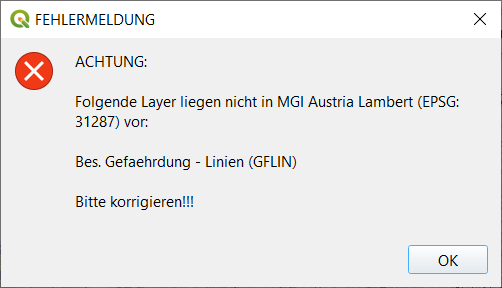 FEHLERMELDUNG
ACHTUNG:
Folgende Layer liegen nicht in MGI Austria Lambert (EPSG:
31287) vor:
Bes. Gefaehrdung - Linien (GFLIN)
Bitte korrigieren!!!
OK